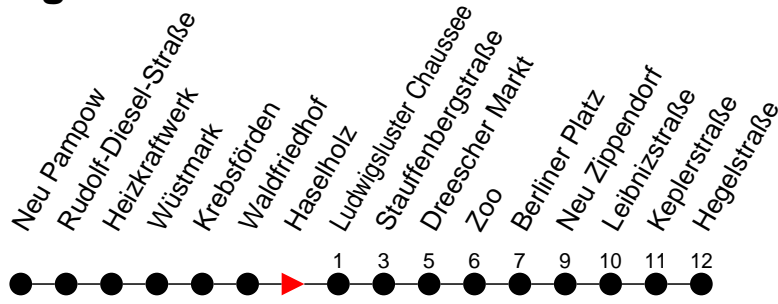 Neu Pampow
Rudolf-Diesel-Straße
Heizkraftwerk
Wüstmark
Krebsförden
Waldfriedhof
Haselholz
Ludwigsluster Chaussee
Stauffenbergstraße
Dreescher Markt
Zoo
Berliner Platz
Neu Zippendorf
Leibnizstraße
Keplerstraße
Hegelstraße
1 3 5 6 7 9 10 11 12